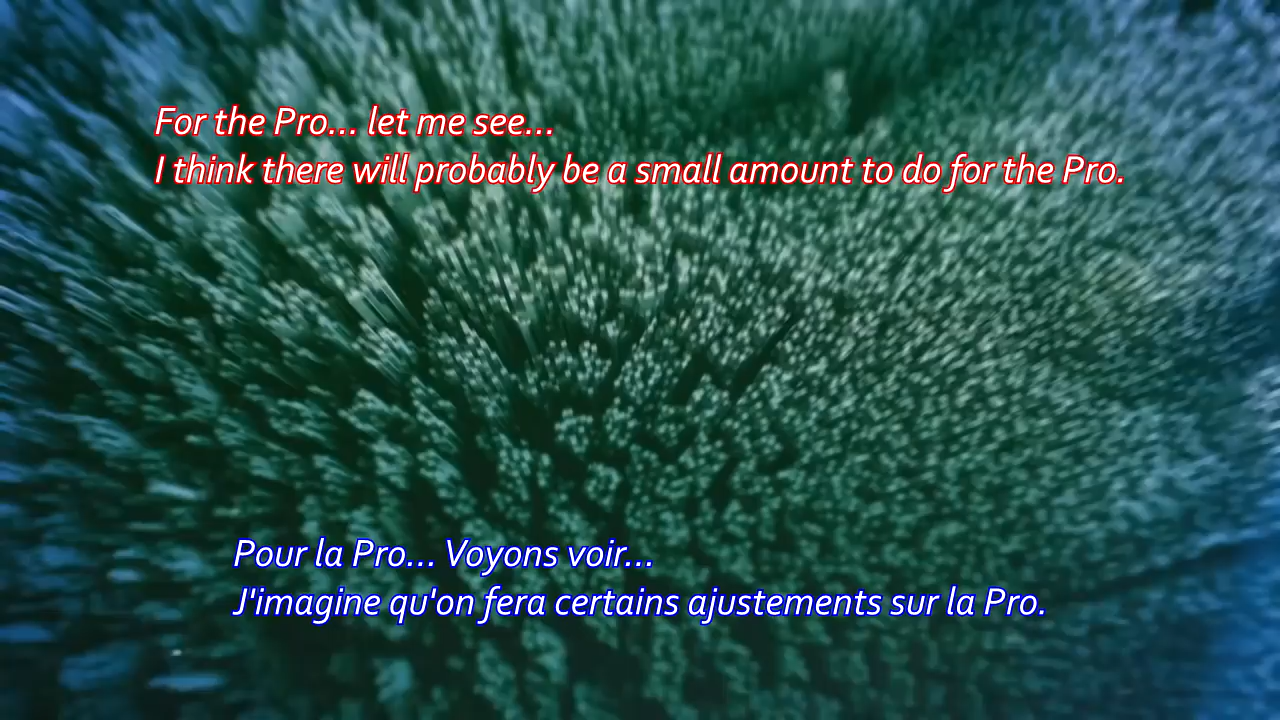 For the Pro... let me see...
I think there will probably be a small amount to do for the Pro.
Pour la Pro... Voyons voir...
J'imagine qu'on fera certains ajustements sur la Pro.